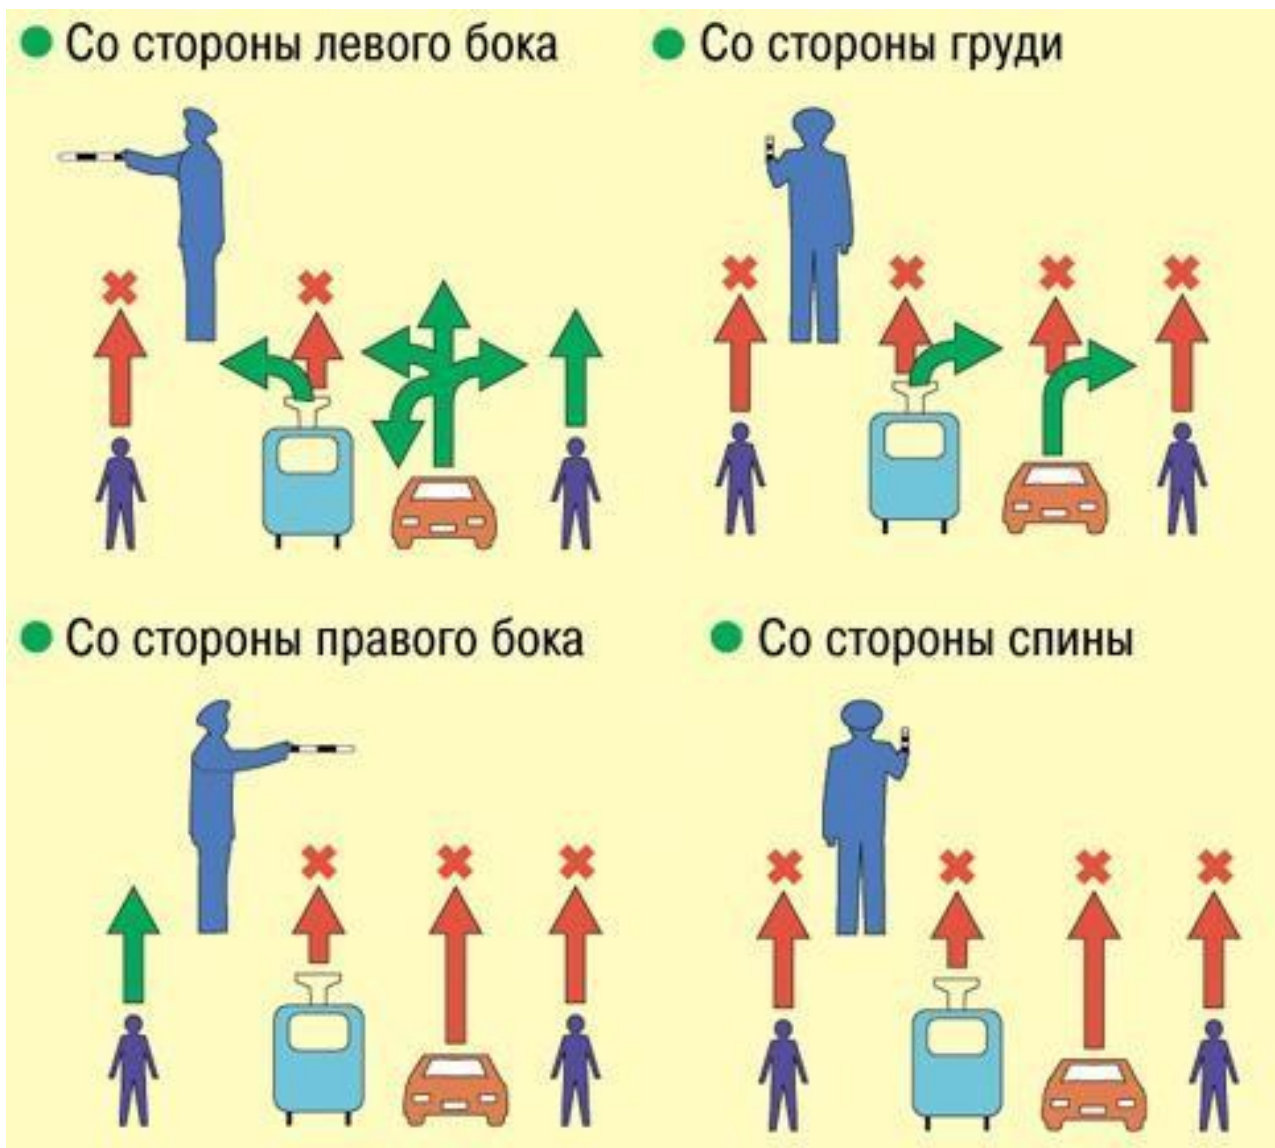 Со стороны левого бока
Со стороны груди
Со стороны правого бока
Со стороны спины